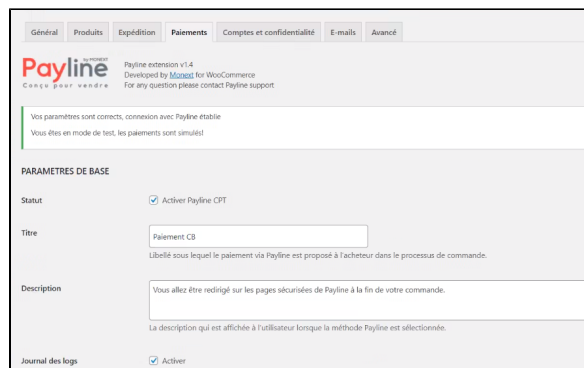 Général Produits Expédition Paiements Comptes et confidentialité E-mails Avancé
Payline by MONEXT
Conçu pour vendre
Payline extension v1.4
Developed by Monext for WooCommerce
For any question please contact Payline support
Vos paramètres sont corrects, connexion avec Payline établie
Vous êtes en mode de test, les paiements sont simulés!
PARAMETRES DE BASE
Statut Activer Payline CPT
Titre Paiement CB
Libellé sous lequel le paiement via Payline est proposé à l'acheteur dans le processus de commande.
Description Vous allez être redirigé sur les pages sécurisées de Payline à la fin de votre commande.
La description qui est affichée à l'utilisateur lorsque la méthode Payline est sélectionnée.
Journal des logs Activer